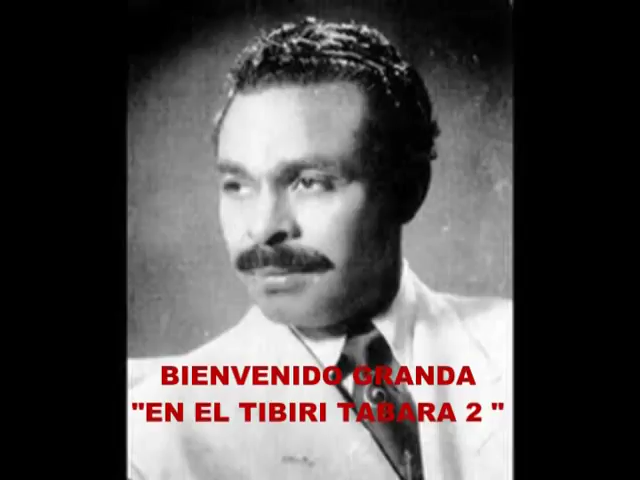 BIENVENIDO GRANDA
"EN EL TIBIRI TABARA 2 "